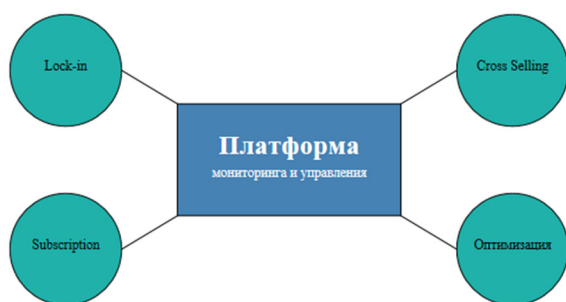 Lock-in
Cross Selling
Платформа
мониторинга и управления
Subscription
Оптимизация